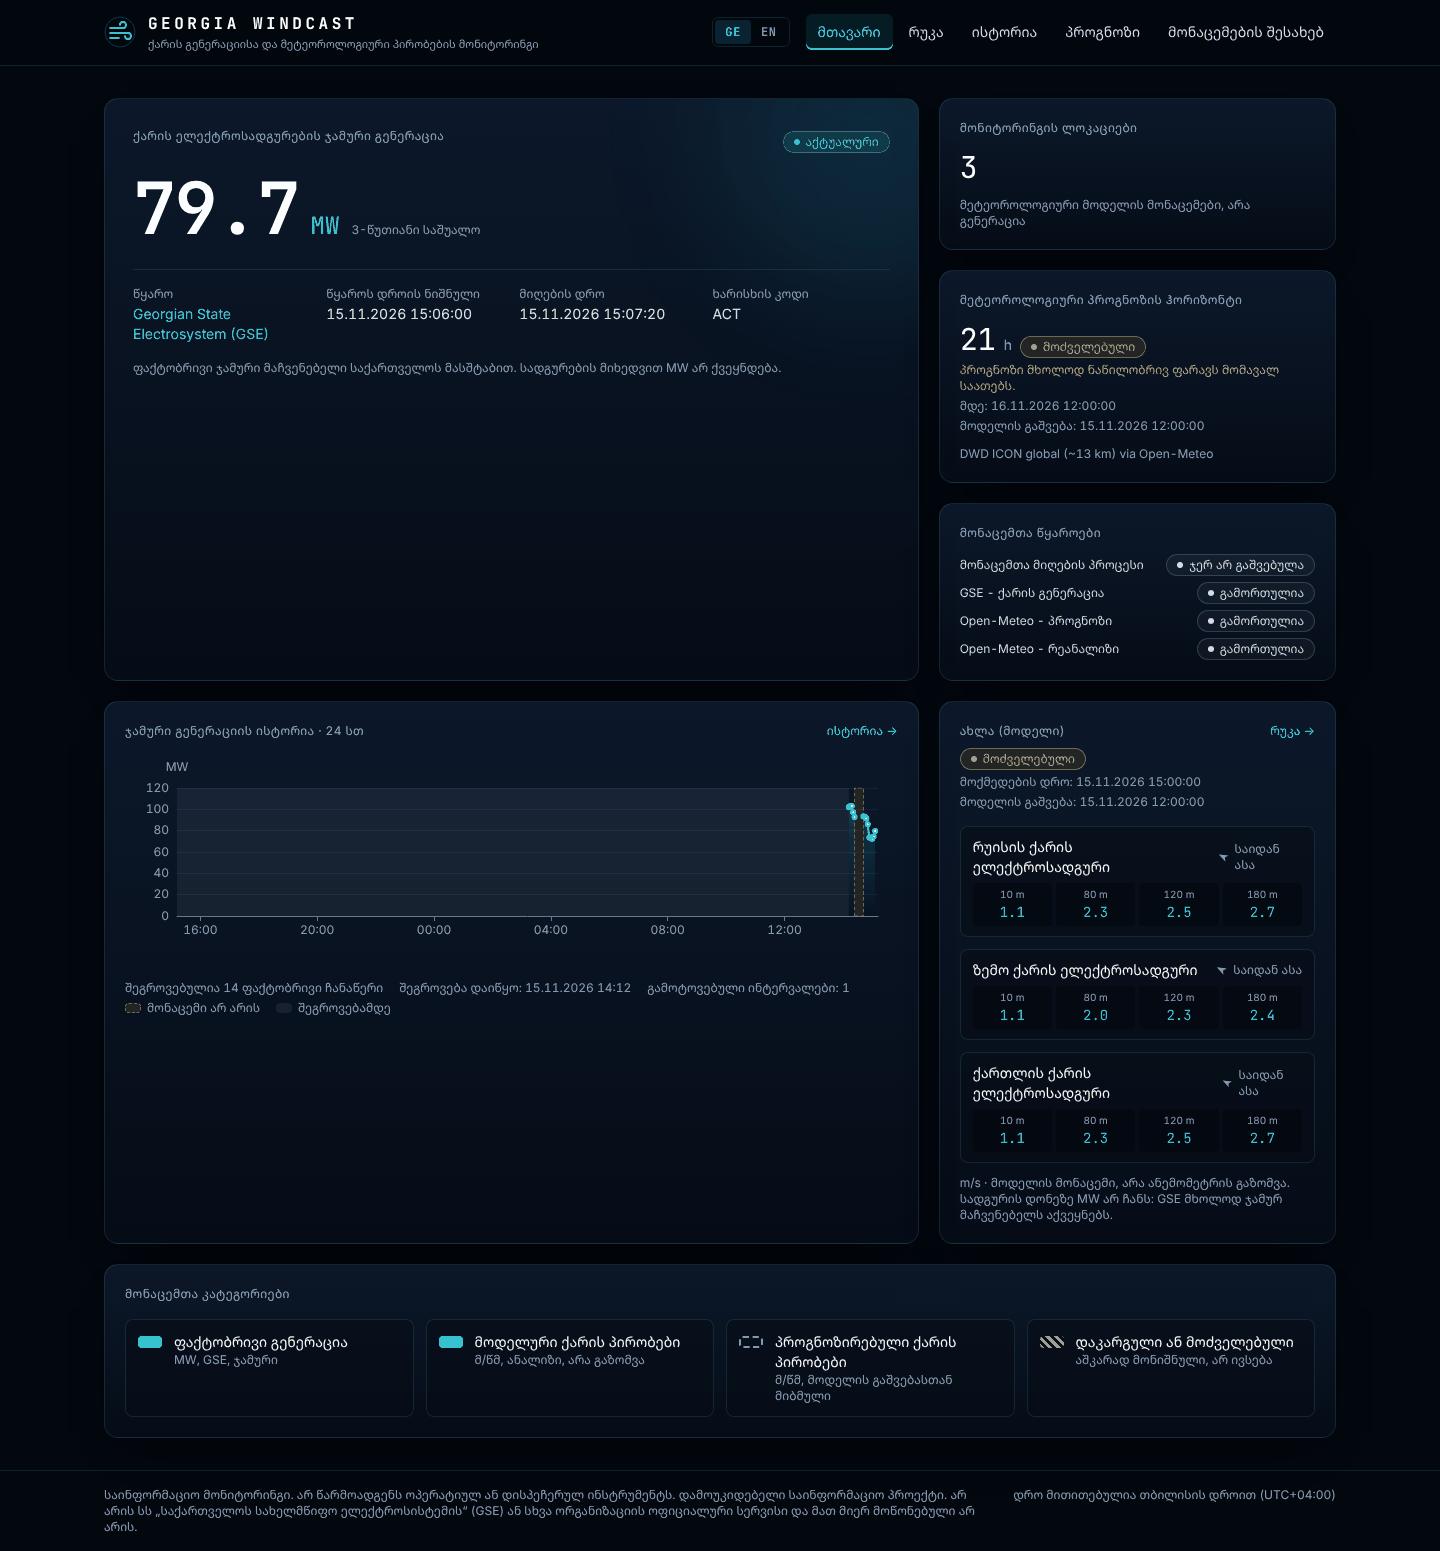 GEORGIA WINDCAST
ქარის გენერაციისა და მეტეოროლოგიური პირობების მონიტორინგი
GE EN
მთავარი რუკა ისტორია პროგნოზი მონაცემების შესახებ
ქარის ელექტროსადგურების ჯამური გენერაცია
აქტუალური
79.7 MW 3-წუთიანი საშუალო
წყარო
Georgian State
Electrosystem (GSE)
წყაროს დროის ნიშნული
15.11.2026 15:06:00
მიღების დრო
15.11.2026 15:07:20
ხარისხის კოდი
ACT
ფაქტობრივი ჯამური მაჩვენებელი საქართველოს მასშტაბით. სადგურების მიხედვით MW არ ქვეყნდება.
მონიტორინგის ლოკაციები
3
მეტეოროლოგიური მოდელის მონაცემები, არა
გენერაცია
მეტეოროლოგიური პროგნოზის ჰორიზონტი
21 h მოძველებული
პროგნოზი მხოლოდ ნაწილობრივ ფარავს მომავალ
საათებს.
მდე: 16.11.2026 12:00:00
მოდელის გაშვება: 15.11.2026 12:00:00
DWD ICON global (~13 km) via Open-Meteo
მონაცემთა წყაროები
მონაცემთა მიღების პროცესი ჯერ არ გაშვებულა
GSE - ქარის გენერაცია გამორთულია
Open-Meteo - პროგნოზი გამორთულია
Open-Meteo - რეანალიზი გამორთულია
ჯამური გენერაციის ისტორია · 24 სთ
ისტორია →
MW
120
100
80
60
40
20
0
16:00 20:00 00:00 04:00 08:00 12:00
შეგროვებულია 14 ფაქტობრივი ჩანაწერი შეგროვება დაიწყო: 15.11.2026 14:12 გამოტოვებული ინტერვალები: 1
მონაცემი არ არის შეგროვებამდე
ახლა (მოდელი)
რუკა →
მოძველებული
მოქმედების დრო: 15.11.2026 15:00:00
მოდელის გაშვება: 15.11.2026 12:00:00
რუისის ქარის
ელექტროსადგური
საიდან
ასა
10 m 80 m 120 m 180 m
1.1 2.3 2.5 2.7
ზემო ქარის ელექტროსადგური საიდან ასა
10 m 80 m 120 m 180 m
1.1 2.0 2.3 2.4
ქართლის ქარის
ელექტროსადგური
საიდან
ასა
10 m 80 m 120 m 180 m
1.1 2.3 2.5 2.7
m/s · მოდელის მონაცემი, არა ანემომეტრის გაზომვა.
სადგურის დონეზე MW არ ჩანს: GSE მხოლოდ ჯამურ
მაჩვენებელს აქვეყნებს.
მონაცემთა კატეგორიები
ფაქტობრივი გენერაცია
MW, GSE, ჯამური
მოდელური ქარის პირობები
მ/წმ, ანალიზი, არა გაზომვა
პროგნოზირებული ქარის
პირობები
მ/წმ, მოდელის გაშვებასთან
მიბმული
დაკარგული ან მოძველებული
აშკარად მონიშნული, არ ივსება
საინფორმაციო მონიტორინგი. არ წარმოადგენს ოპერატიულ ან დისპეჩერულ ინსტრუმენტს. დამოუკიდებელი საინფორმაციო პროექტი. არ
არის სს „საქართველოს სახელმწიფო ელექტროსისტემის“ (GSE) ან სხვა ორგანიზაციის ოფიციალური სერვისი და მათ მიერ მოწონებული არ
არის.
დრო მითითებულია თბილისის დროით (UTC+04:00)